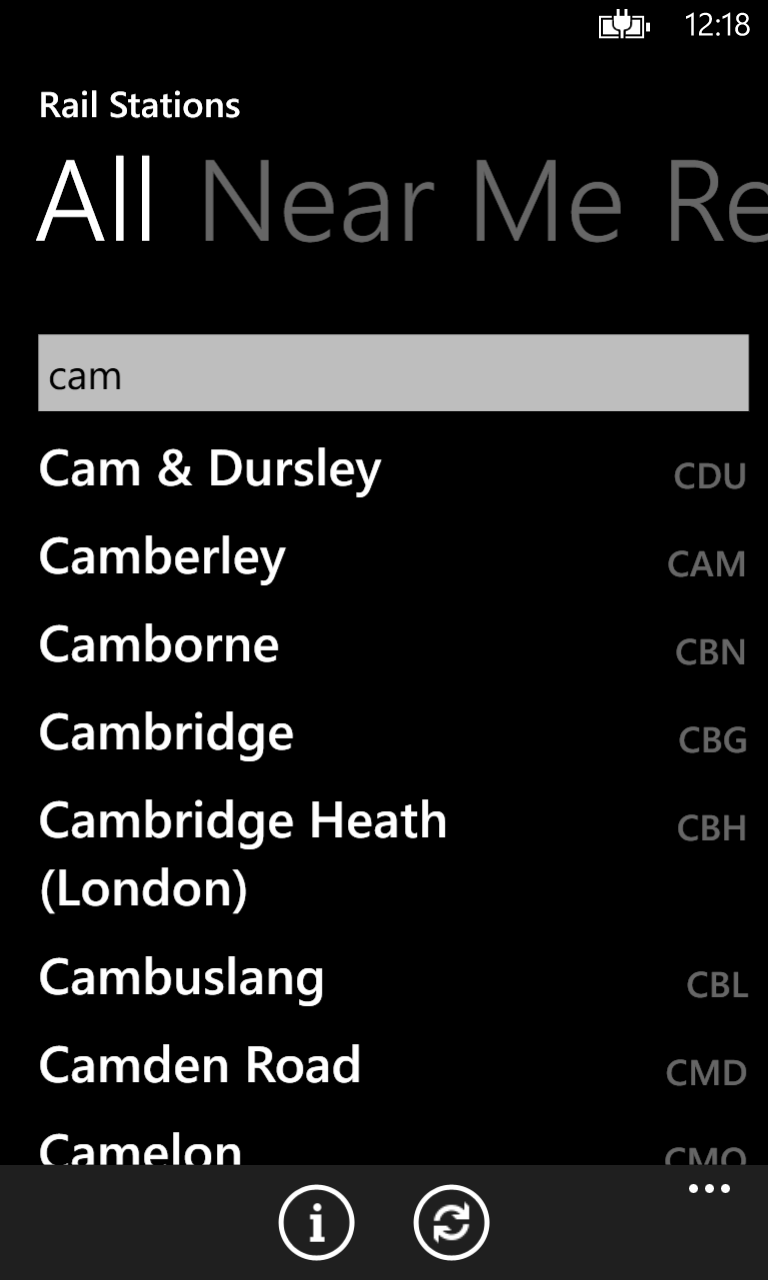 12:18
Rail Stations
All Near Me Re
cam
Cam & Dursley CDU
Camberley CAM
Camborne CBN
Cambridge CBG
Cambridge Heath CBH
(London)
Cambuslang CBL
Camden Road CMD
Camelon CMO